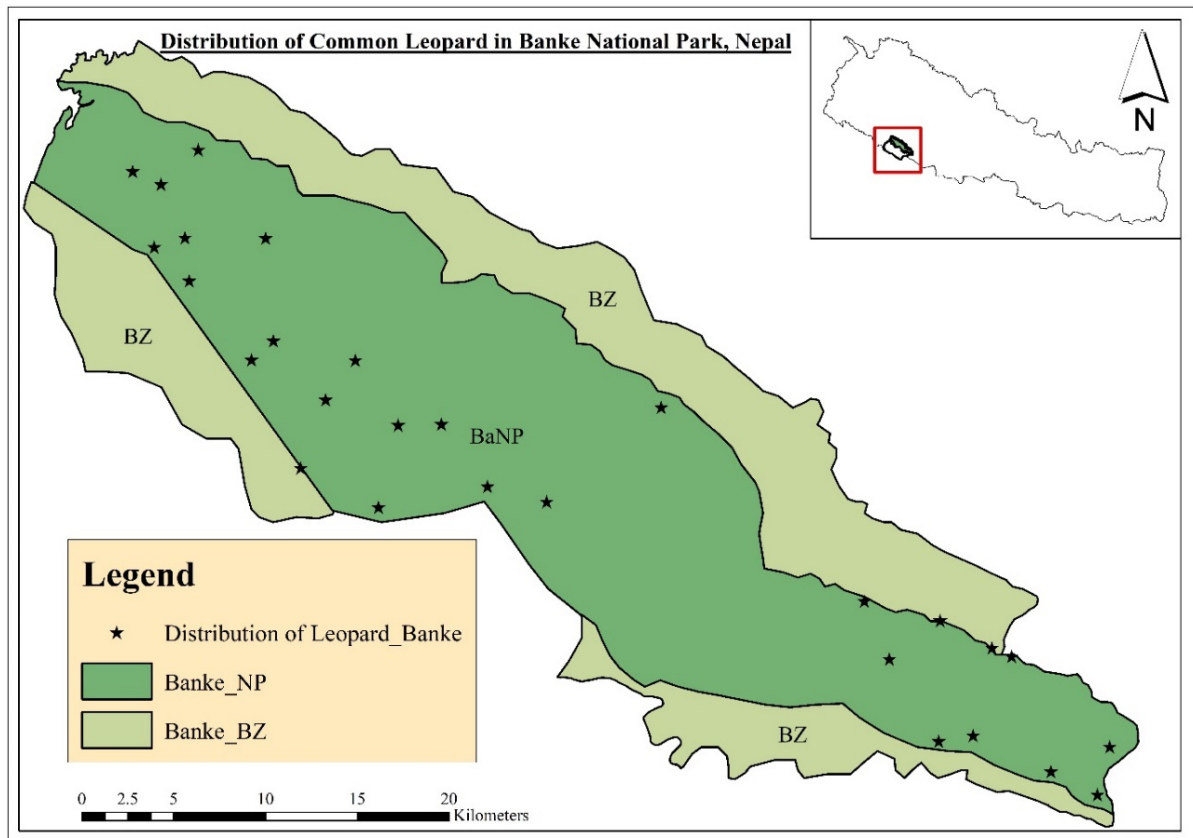 Distribution of Common Leopard in Banke National Park, Nepal
N
BZ
BZ
BaNP
BZ
Legend
Distribution of Leopard_Banke
Banke_NP
Banke_BZ
0 2.5 5 10 15 20
Kilometers